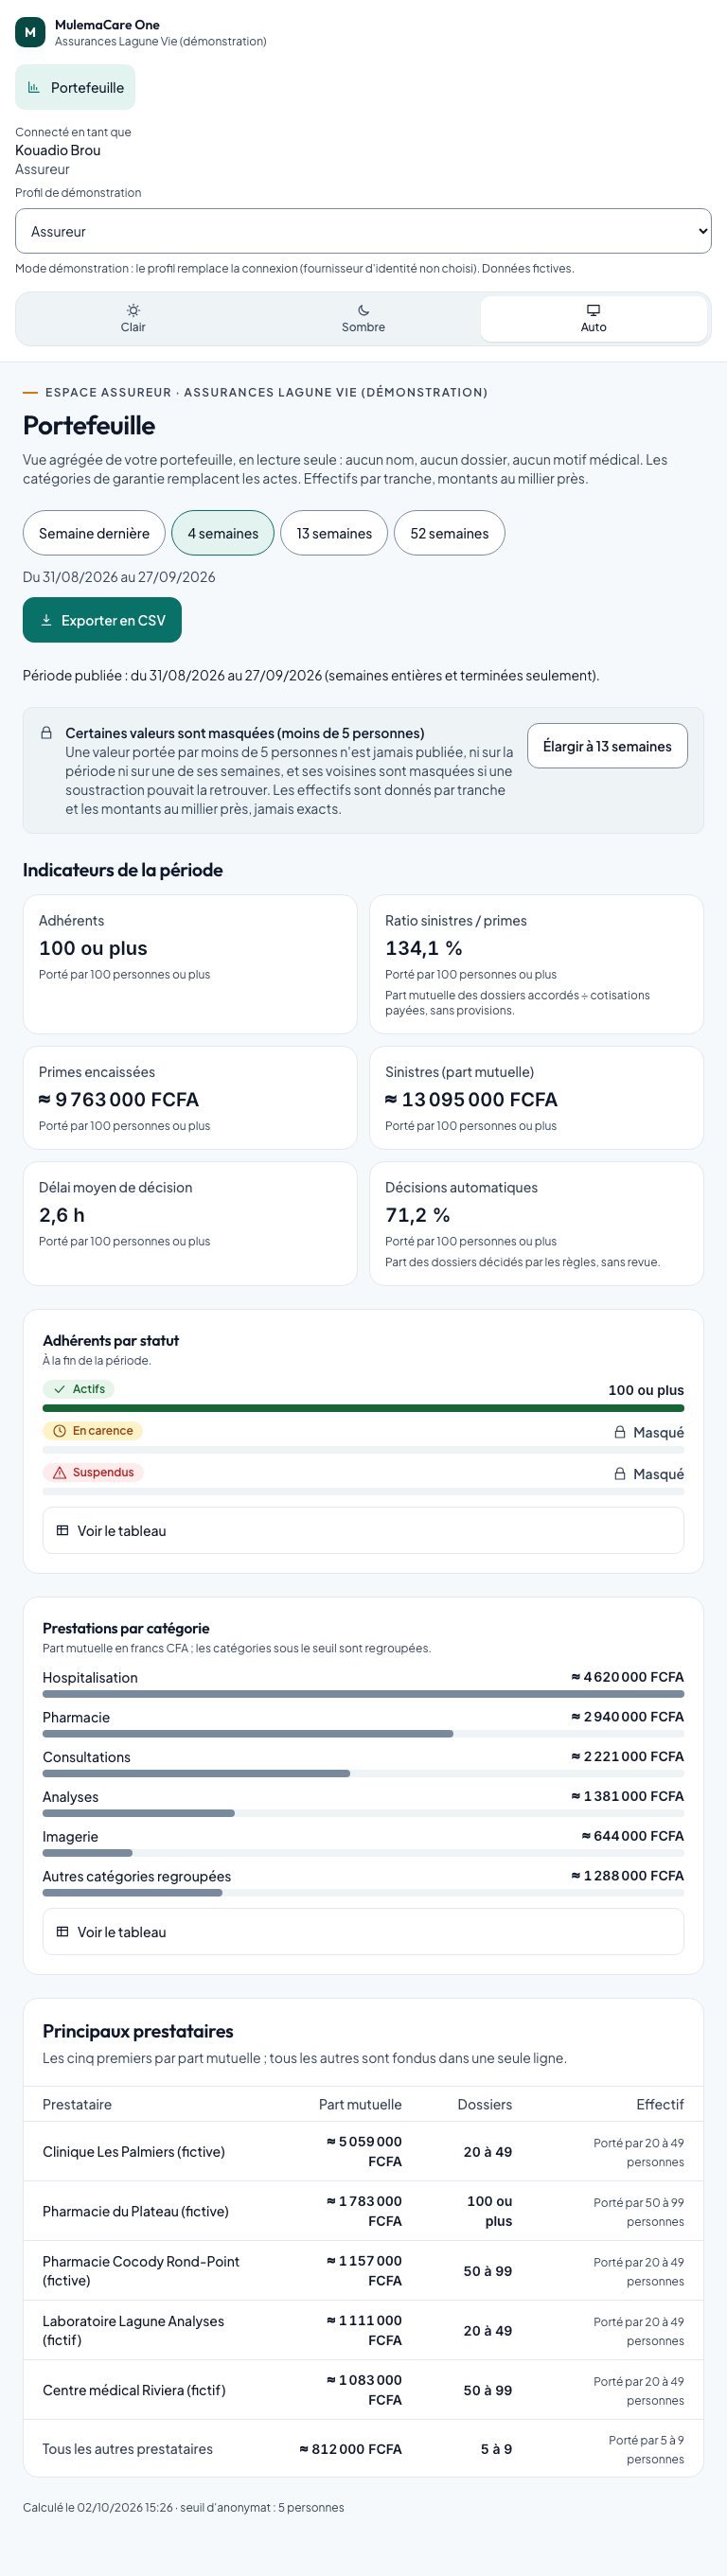 M
MulemaCare One
Assurances Lagune Vie (démonstration)
Portefeuille
Connecté en tant que
Kouadio Brou
Assureur
Profil de démonstration
Assureur
Mode démonstration : le profil remplace la connexion (fournisseur d'identité non choisi). Données fictives.
Clair
Sombre
Auto
ESPACE ASSUREUR · ASSURANCES LAGUNE VIE (DÉMONSTRATION)
Portefeuille
Vue agrégée de votre portefeuille, en lecture seule : aucun nom, aucun dossier, aucun motif médical. Les
catégories de garantie remplacent les actes. Effectifs par tranche, montants au millier près.
Semaine dernière
4 semaines
13 semaines
52 semaines
Du 31/08/2026 au 27/09/2026
Exporter en CSV
Période publiée : du 31/08/2026 au 27/09/2026 (semaines entières et terminées seulement).
Certaines valeurs sont masquées (moins de 5 personnes)
Une valeur portée par moins de 5 personnes n'est jamais publiée, ni sur la
période ni sur une de ses semaines, et ses voisines sont masquées si une
soustraction pouvait la retrouver. Les effectifs sont donnés par tranche
et les montants au millier près, jamais exacts.
Élargir à 13 semaines
Indicateurs de la période
Adhérents
100 ou plus
Porté par 100 personnes ou plus
Ratio sinistres / primes
134,1 %
Porté par 100 personnes ou plus
Part mutuelle des dossiers accordés ÷ cotisations
payées, sans provisions.
Primes encaissées
≈ 9 763 000 FCFA
Porté par 100 personnes ou plus
Sinistres (part mutuelle)
≈ 13 095 000 FCFA
Porté par 100 personnes ou plus
Délai moyen de décision
2,6 h
Porté par 100 personnes ou plus
Décisions automatiques
71,2 %
Porté par 100 personnes ou plus
Part des dossiers décidés par les règles, sans revue.
Adhérents par statut
À la fin de la période.
Actifs
100 ou plus
En carence
Masqué
Suspendus
Masqué
Voir le tableau
Prestations par catégorie
Part mutuelle en francs CFA ; les catégories sous le seuil sont regroupées.
Hospitalisation ≈ 4 620 000 FCFA
Pharmacie ≈ 2 940 000 FCFA
Consultations ≈ 2 221 000 FCFA
Analyses ≈ 1 381 000 FCFA
Imagerie ≈ 644 000 FCFA
Autres catégories regroupées ≈ 1 288 000 FCFA
Voir le tableau
Principaux prestataires
Les cinq premiers par part mutuelle ; tous les autres sont fondus dans une seule ligne.
Prestataire Part mutuelle Dossiers Effectif
Clinique Les Palmiers (fictive)
≈ 5 059 000
FCFA
20 à 49
Porté par 20 à 49
personnes
Pharmacie du Plateau (fictive)
≈ 1 783 000
FCFA
100 ou
plus
Porté par 50 à 99
personnes
Pharmacie Cocody Rond-Point
(fictive)
≈ 1 157 000
FCFA
50 à 99
Porté par 20 à 49
personnes
Laboratoire Lagune Analyses
(fictif)
≈ 1 111 000
FCFA
20 à 49
Porté par 20 à 49
personnes
Centre médical Riviera (fictif)
≈ 1 083 000
FCFA
50 à 99
Porté par 20 à 49
personnes
Tous les autres prestataires
≈ 812 000 FCFA
5 à 9
Porté par 5 à 9
personnes
Calculé le 02/10/2026 15:26 · seuil d'anonymat : 5 personnes